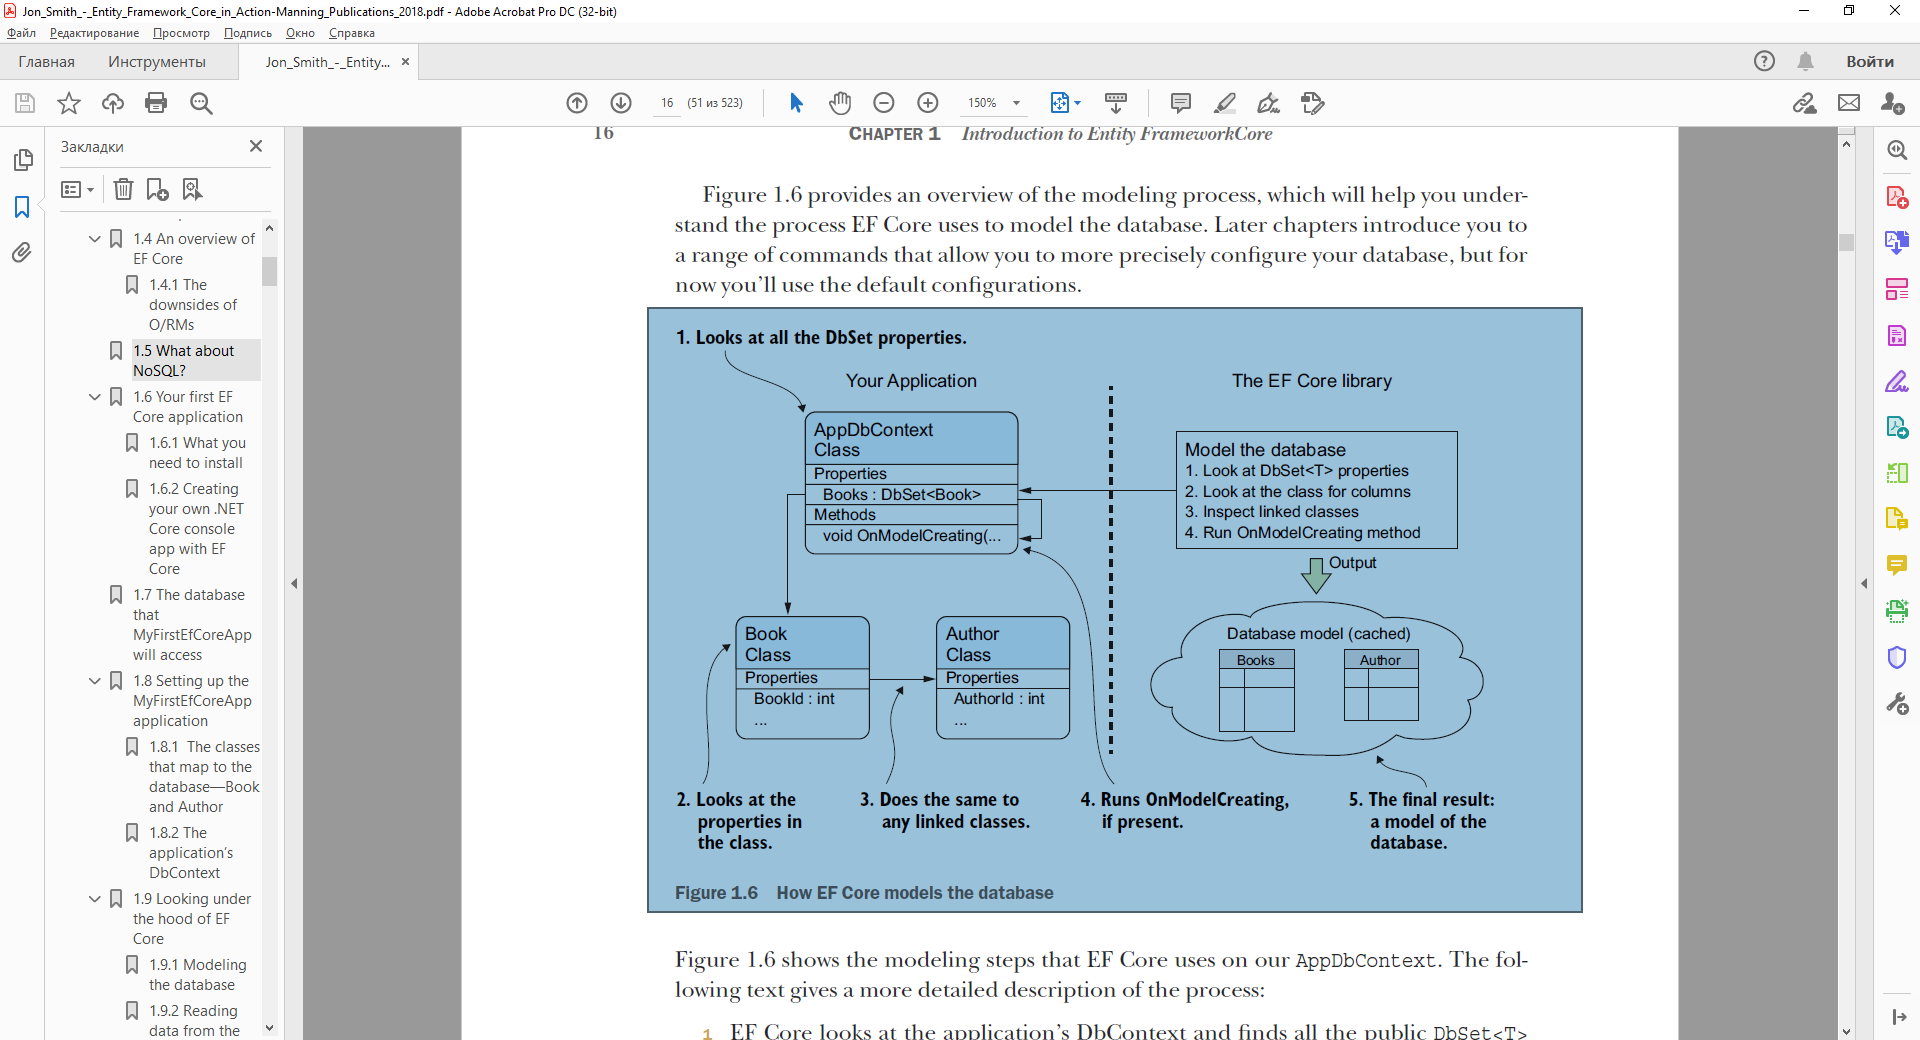 Jon_Smith_-_Entity_Framework_Core_in_Action-Manning_Publications_2018.pdf - Adobe Acrobat Pro DC (32-bit)
Файл Редактирование Просмотр Подпись Окно Справка
Главная Инструменты Jon_Smith_-_Entity... × Войти
16 (51 из 523) 150%
Закладки
1.4 An overview of
EF Core
1.4.1 The
downsides of
O/RMs
1.5 What about
NoSQL?
1.6 Your first EF
Core application
1.6.1 What you
need to install
1.6.2 Creating
your own .NET
Core console
app with EF
Core
1.7 The database
that
MyFirstEfCoreApp
will access
1.8 Setting up the
MyFirstEfCoreApp
application
1.8.1 The classes
that map to the
database—Book
and Author
1.8.2 The
application’s
DbContext
1.9 Looking under
the hood of EF
Core
1.9.1 Modeling
the database
1.9.2 Reading
data from the
16 CHAPTER 1 Introduction to Entity FrameworkCore
Figure 1.6 provides an overview of the modeling process, which will help you under-
stand the process EF Core uses to model the database. Later chapters introduce you to
a range of commands that allow you to more precisely configure your database, but for
now you’ll use the default configurations.
1. Looks at all the DbSet properties.
Your Application
The EF Core library
AppDbContext
Class
Properties
Books : DbSet<Book>
Methods
void OnModelCreating(...
Model the database
1. Look at DbSet<T> properties
2. Look at the class for columns
3. Inspect linked classes
4. Run OnModelCreating method
Output
Book
Class
Properties
BookId : int
...
Author
Class
Properties
AuthorId : int
...
Database model (cached)
Books
Author
2. Looks at the
properties in
the class.
3. Does the same to
any linked classes.
4. Runs OnModelCreating,
if present.
5. The final result:
a model of the
database.
Figure 1.6 How EF Core models the database
Figure 1.6 shows the modeling steps that EF Core uses on our AppDbContext. The fol-
lowing text gives a more detailed description of the process:
1 EF Core looks at the application’s DbContext and finds all the public DbSet<T>